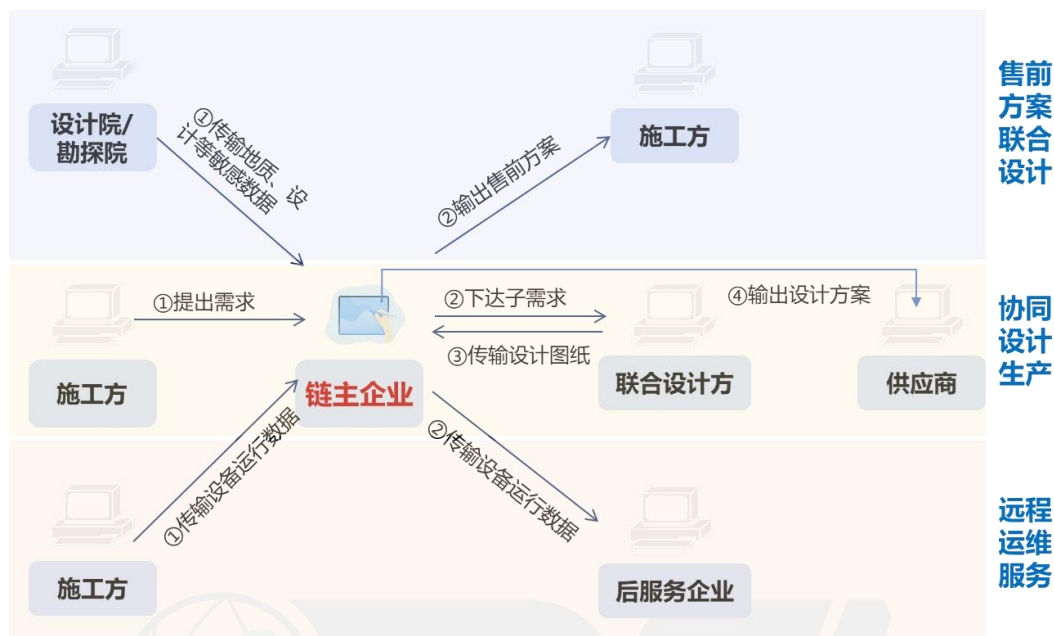 设计院/
勘探院
①传输地质、设
计等敏感数据
②输出售前方案
施工方
售前
方案
联合
设计
①提出需求
②下达子需求
③传输设计图纸
④输出设计方案
施工方
链主企业
联合设计方
供应商
协同
设计
生产
①传输设备运行数据
②传输设备运行数据
施工方
后服务企业
远程
运维
服务